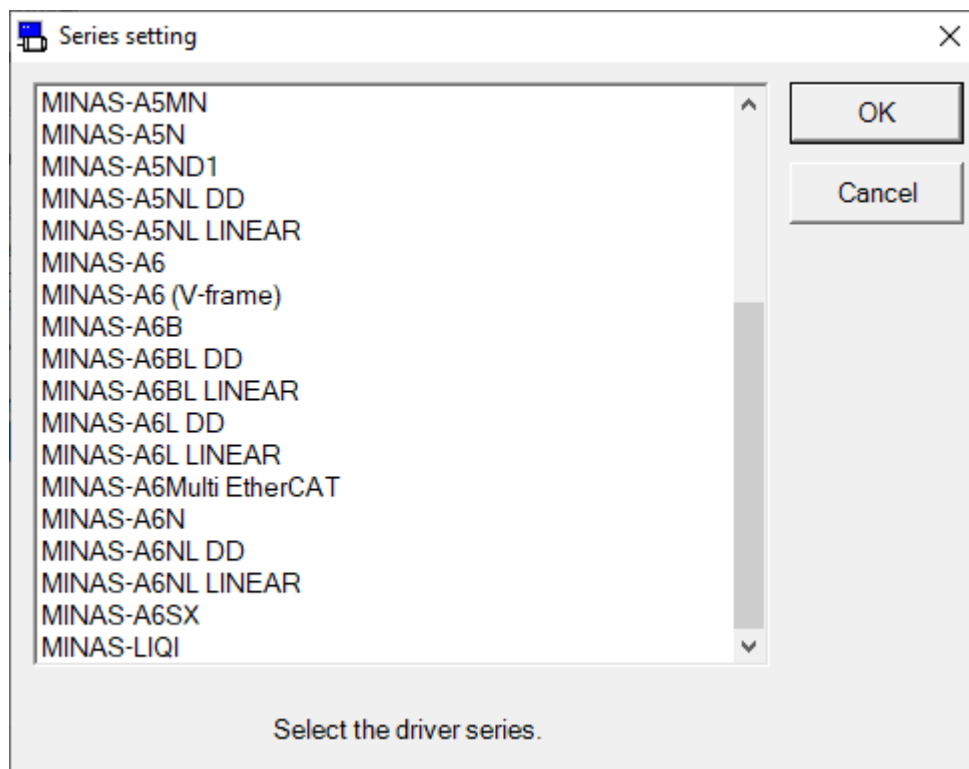 Series setting
MINAS-A5MN
MINAS-A5N
MINAS-A5ND1
MINAS-A5NL DD
MINAS-A5NL LINEAR
MINAS-A6
MINAS-A6 (V-frame)
MINAS-A6B
MINAS-A6BL DD
MINAS-A6BL LINEAR
MINAS-A6L DD
MINAS-A6L LINEAR
MINAS-A6Multi EtherCAT
MINAS-A6N
MINAS-A6NL DD
MINAS-A6NL LINEAR
MINAS-A6SX
MINAS-LIQI
OK
Cancel
Select the driver series.